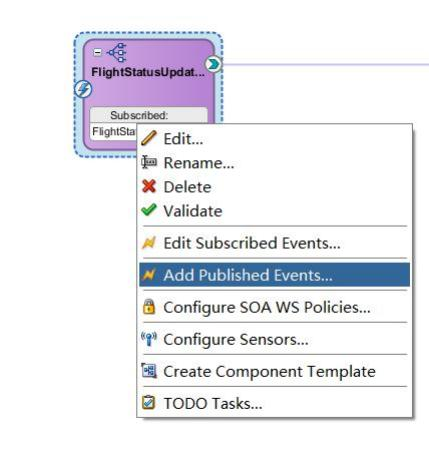 FlightStatusUpdat...
Subscribed:
FlightSta
Edit...
Rename...
Delete
Validate
Edit Subscribed Events...
Add Published Events...
Configure SOA WS Policies...
Configure Sensors...
Create Component Template
TODO Tasks...